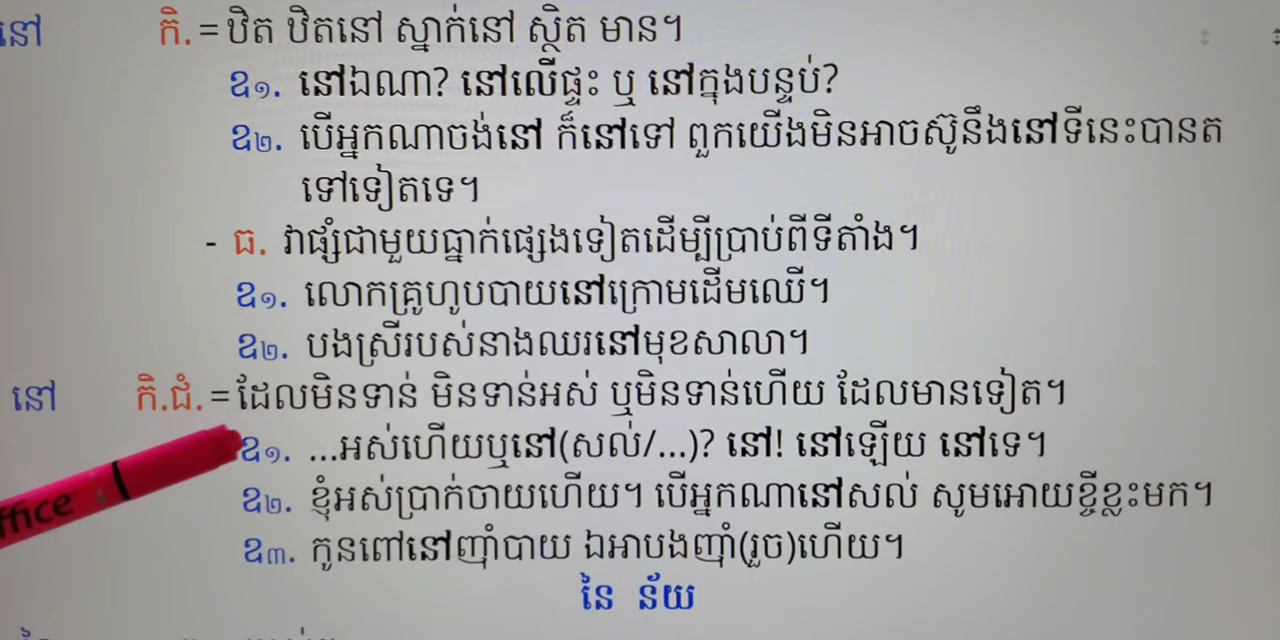 នៅ កិ. = ឋិត ឋិតនៅ ស្នាក់នៅ ស្ថិត មាន។
ឧ១. នៅឯណា? នៅលើផ្ទះ ឬ នៅក្នុងបន្ទប់?
ឧ២. បើអ្នកណាចង់នៅ ក៏នៅទៅ ពួកយើងមិនអាចស៊ូនឹងនៅទីនេះបានត
ទៅទៀតទេ។
- ធ. វាផ្សំជាមួយធ្នាក់ផ្សេងទៀតដើម្បីប្រាប់ពីទីតាំង។
ឧ១. លោកគ្រូហូបបាយនៅក្រោមដើមឈើ។
ឧ២. បងស្រីរបស់នាងឈរនៅមុខសាលា។
នៅ កិ.ជំ. = ដែលមិនទាន់ មិនទាន់អស់ ឬមិនទាន់ហើយ ដែលមានទៀត។
ឧ១. ...អស់ហើយឬនៅ(សល់/...)? នៅ! នៅឡើយ នៅទេ។
ឧ២. ខ្ញុំអស់ប្រាក់ចាយហើយ។ បើអ្នកណានៅសល់ សូមអោយខ្ចីខ្លះមក។
ឧ៣. កូនពៅនៅញ៉ាំបាយ ឯអាបងញ៉ាំ(រួច)ហើយ។
នៃ ន័យ
ffice